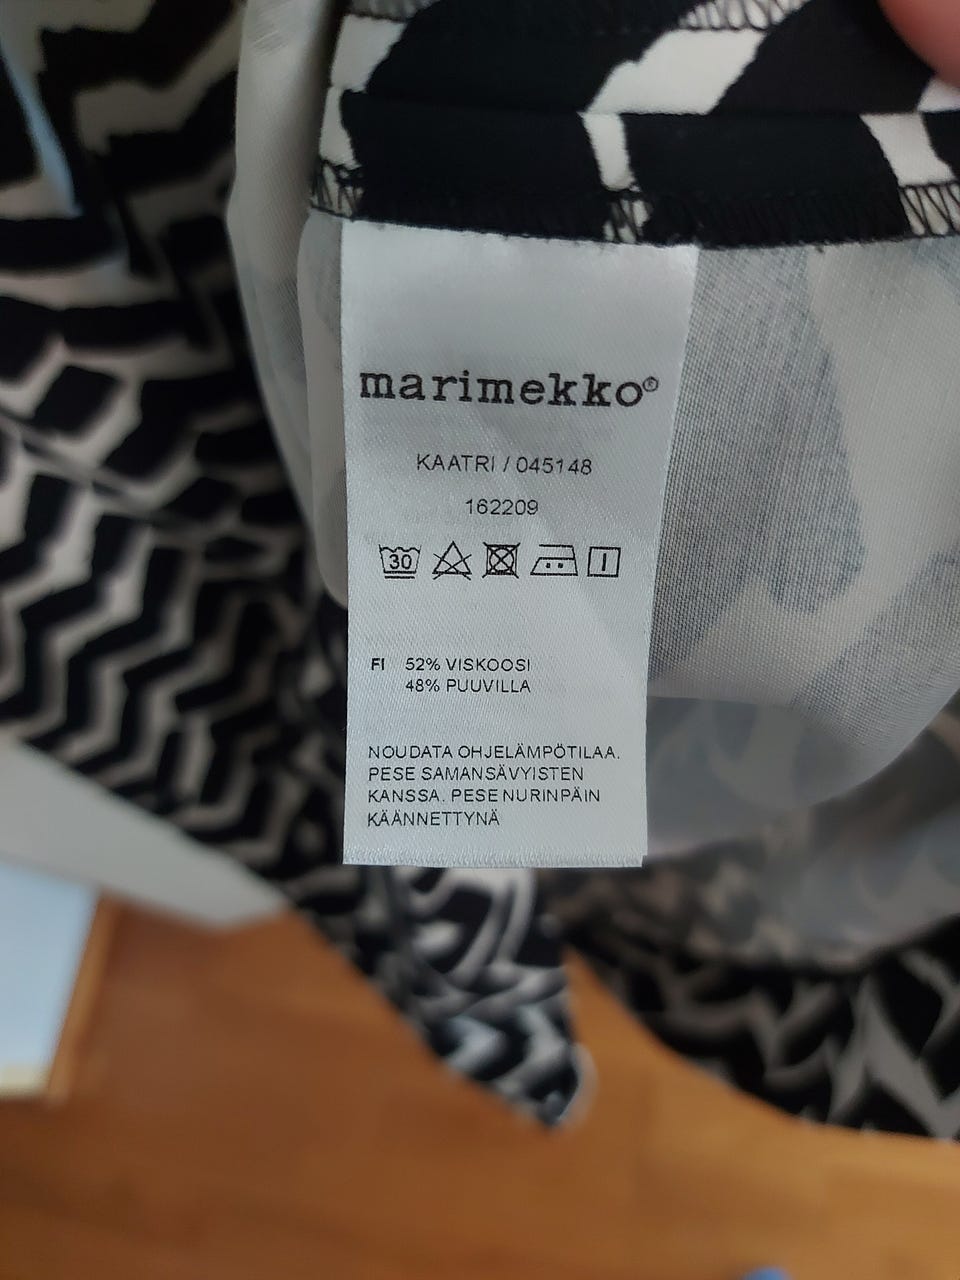 marimekko®
KAATRI / 045148
162209
30
FI 52% VISKOOSI
48% PUUVILLA
NOUDATA OHJELÄMPÖTILAA.
PESE SAMANSÄVYISTEN
KANSSA. PESE NURINPÄIN
KÄÄNNETTYNÄ